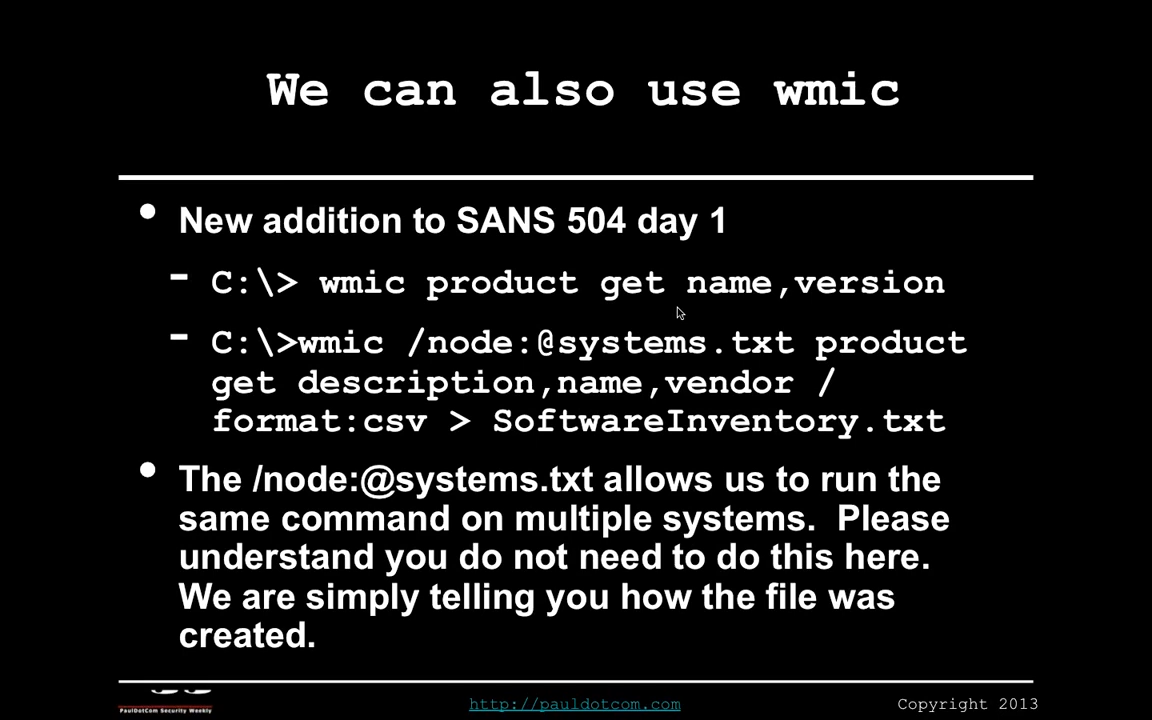 We can also use wmic
• New addition to SANS 504 day 1
- C:\> wmic product get name,version
- C:\>wmic /node:@systems.txt product
get description,name,vendor /
format:csv > SoftwareInventory.txt
• The /node:@systems.txt allows us to run the
same command on multiple systems.  Please
understand you do not need to do this here.
We are simply telling you how the file was
created.
PaulDotCom Security Weekly
http://pauldotcom.com
Copyright 2013